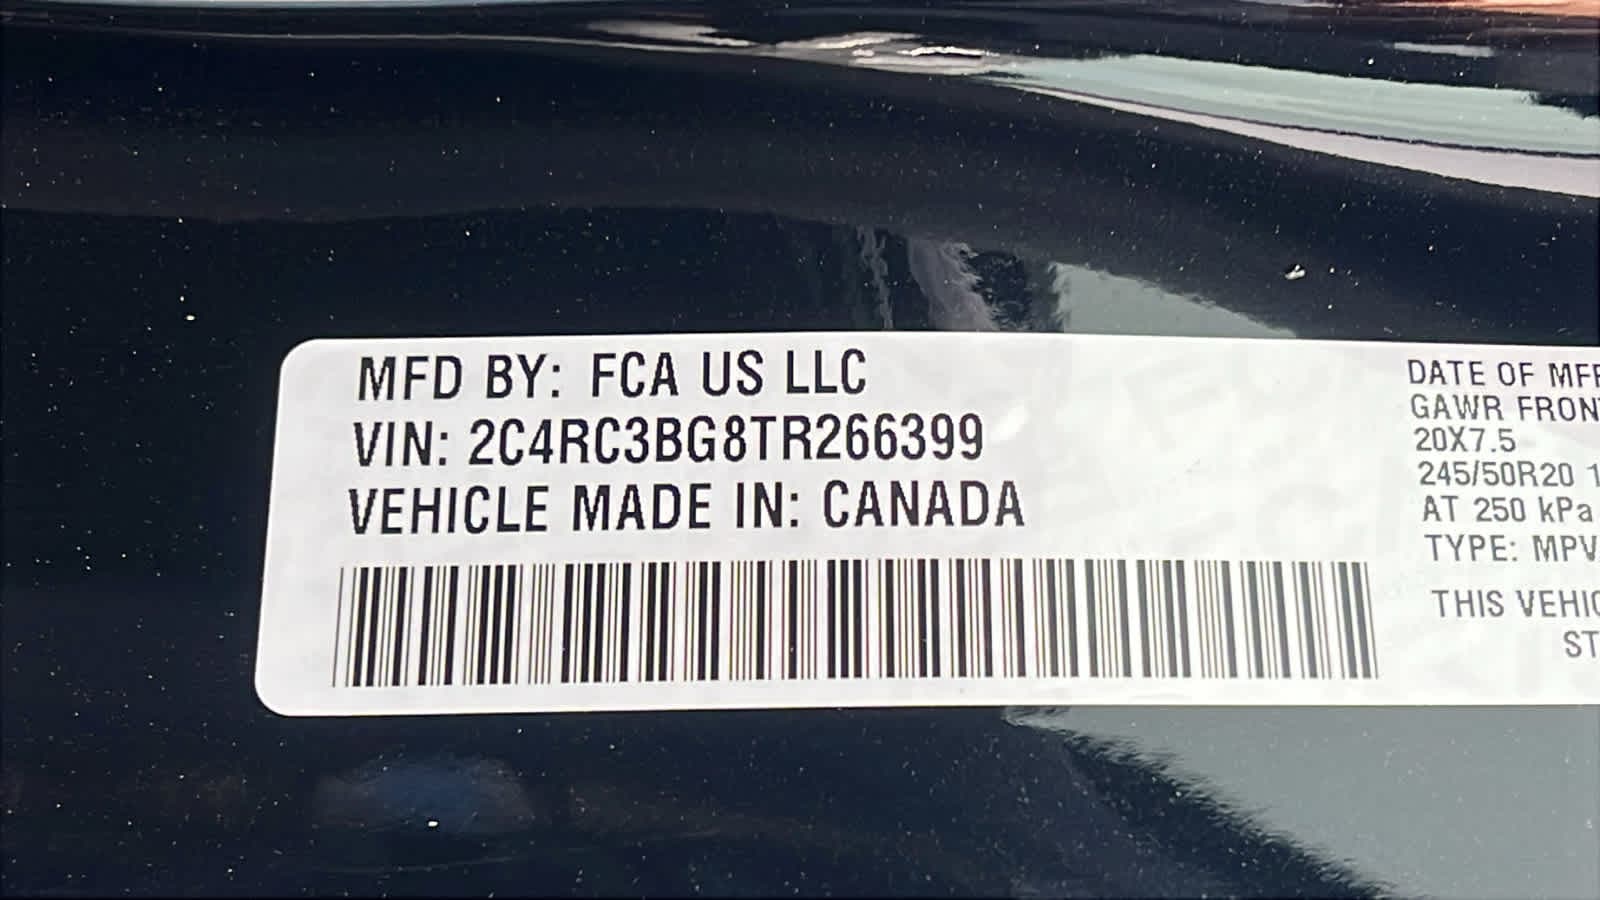 MFD BY: FCA US LLC
VIN: 2C4RC3BG8TR266399
VEHICLE MADE IN: CANADA
DATE OF MFR
GAWR FRONT
20X7.5
245/50R20 1
AT 250 kPa
TYPE: MPV
THIS VEHIC
ST